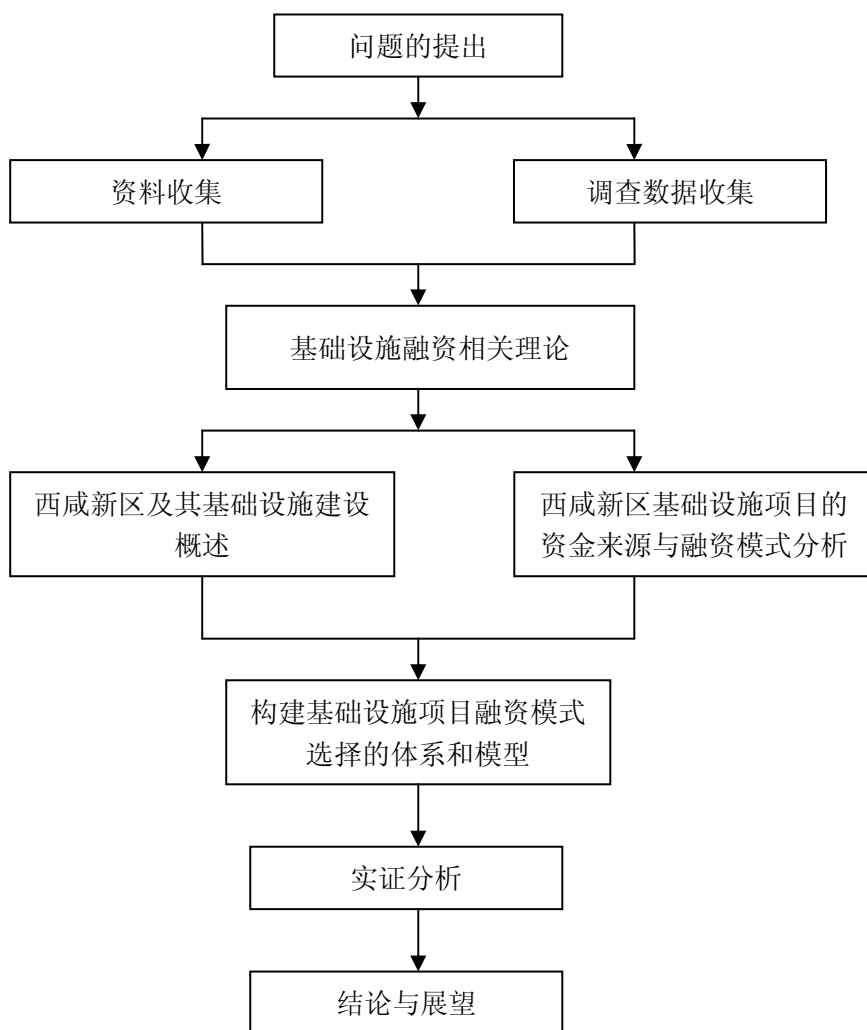 问题的提出
资料收集
调查数据收集
基础设施融资相关理论
西咸新区及其基础设施建设
概述
西咸新区基础设施项目的
资金来源与融资模式分析
构建基础设施项目融资模式
选择的体系和模型
实证分析
结论与展望